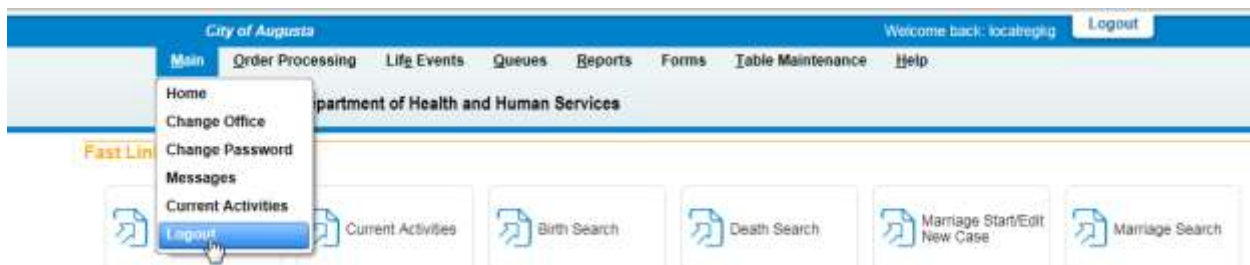 City of Augusta Welcome back: localregkg Logout
Main Order Processing Life Events Queues Reports Forms Table Maintenance Help
Home
partment of Health and Human Services
Change Office
Fast Lin
Change Password
Messages
Current Activities
Logout
Current Activities
Birth Search
Death Search
Marriage Start/Edit
New Case
Marriage Search